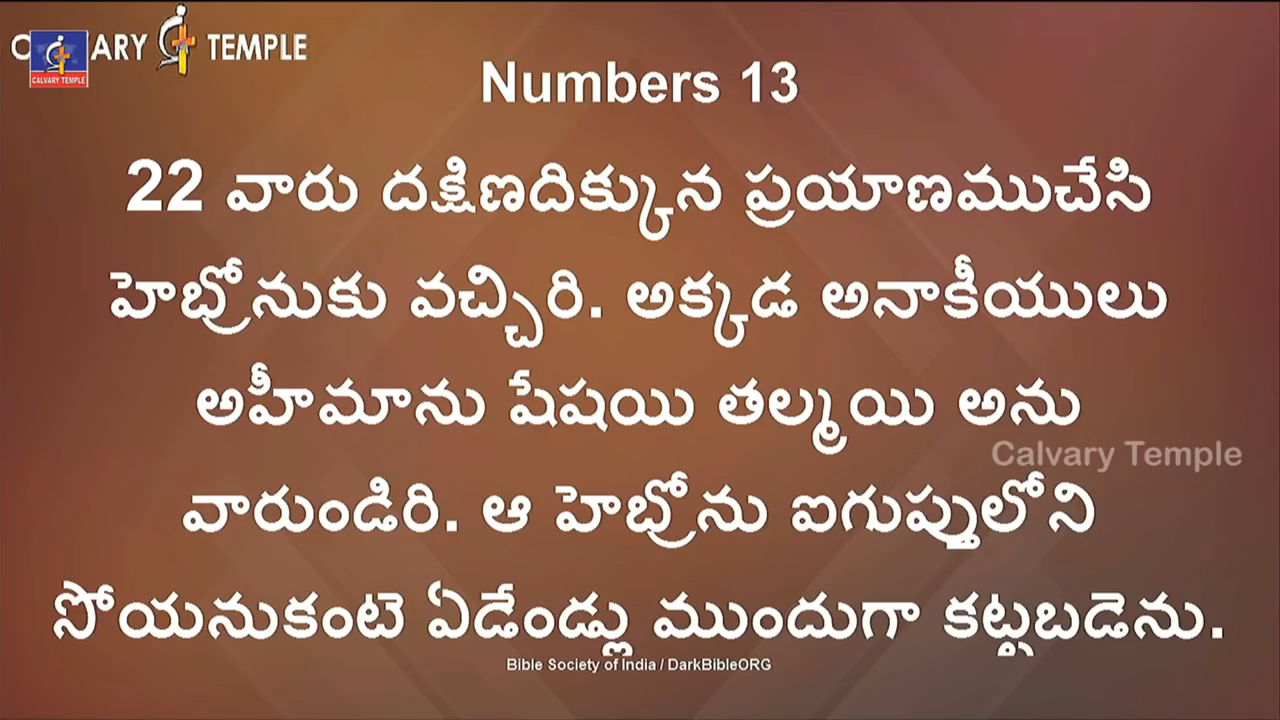 CALVARY TEMPLE
CALVARY TEMPLE
Numbers 13
22 వారు దక్షిణదిక్కున ప్రయాణముచేసి
హెబ్రోనుకు వచ్చిరి. అక్కడ అనాకీయులు
అహీమాను షేషయి తల్మయి అను
Calvary Temple
వారుండిరి. ఆ హెబ్రోను ఐగుప్తులోని
సోయనుకంటె ఏడేండ్లు ముందుగా కట్టబడెను.
Bible Society of India / DarkBibleORG